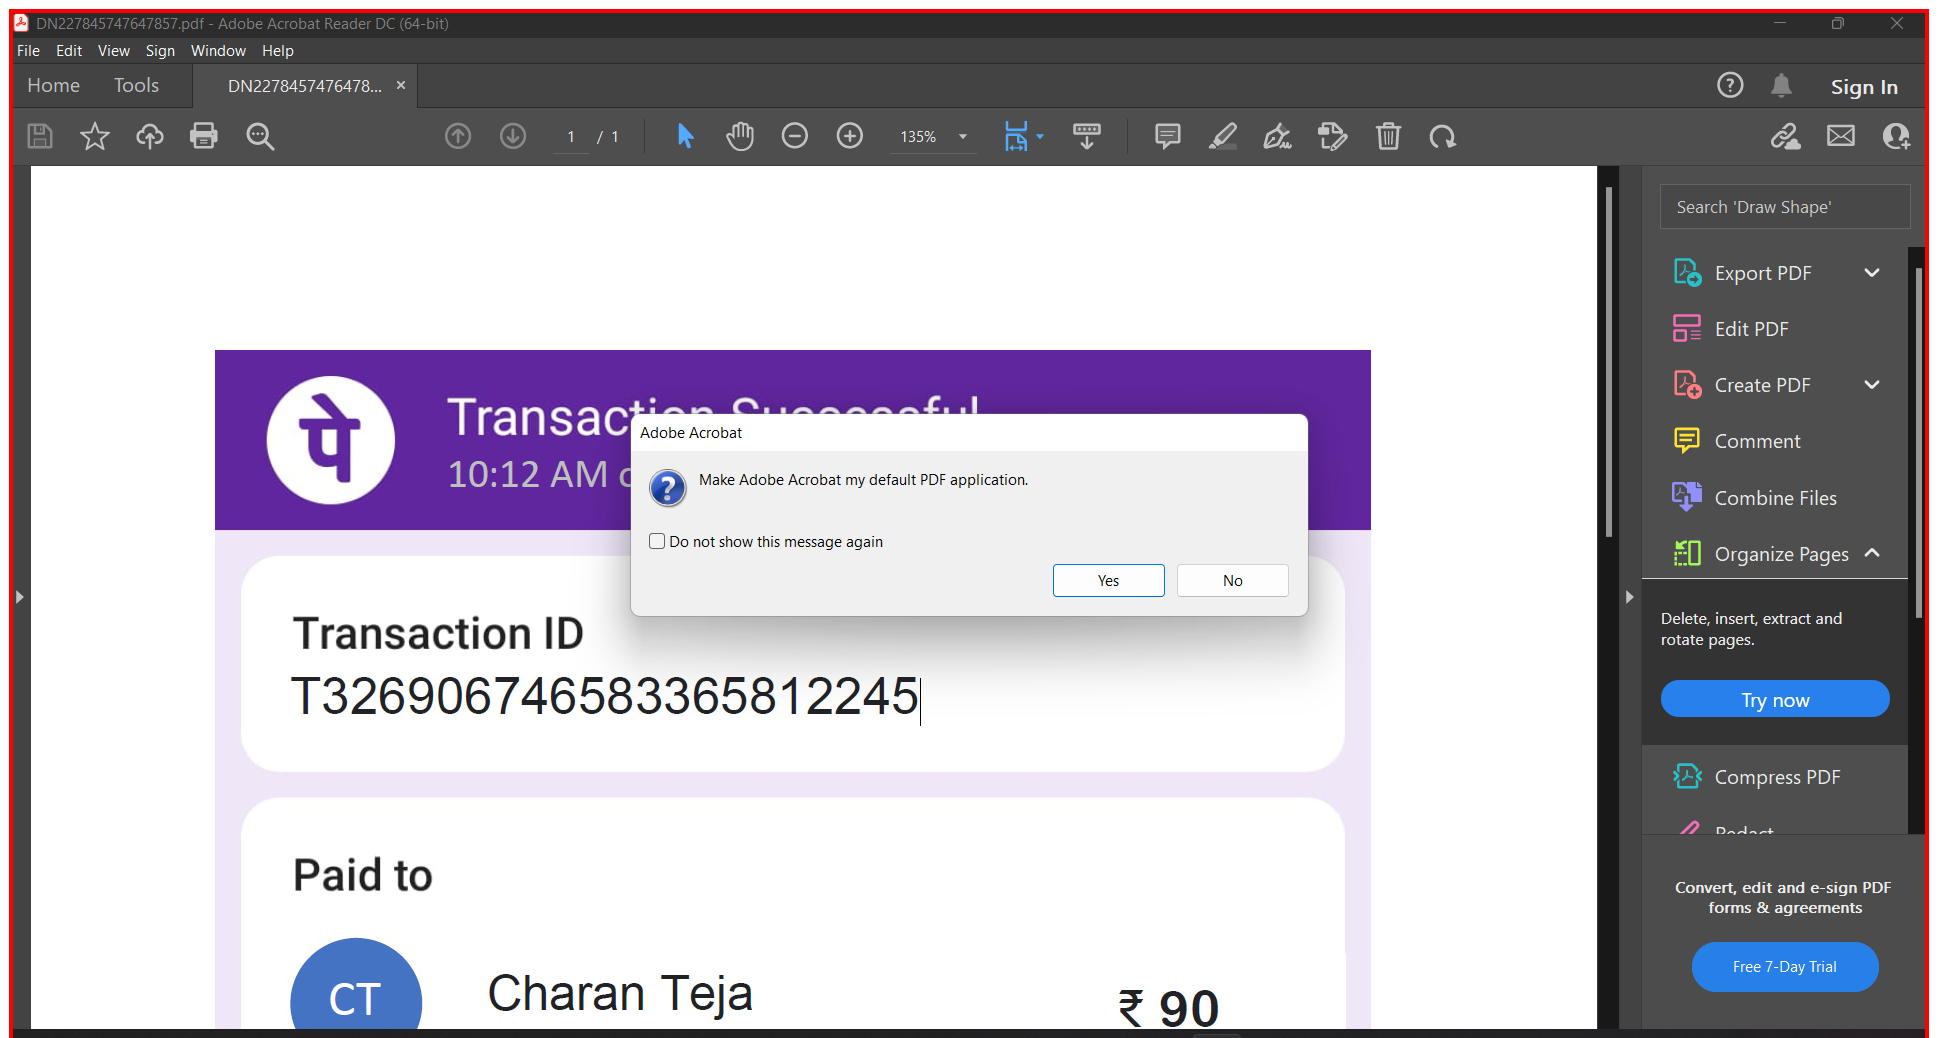 DN227845747647857.pdf - Adobe Acrobat Reader DC (64-bit)
File Edit View Sign Window Help
Home Tools DN2278457476478... × Sign In
1 / 1 135%
Search 'Draw Shape'
Export PDF
Edit PDF
Create PDF
Comment
Combine Files
Organize Pages
Delete, insert, extract and
rotate pages.
Try now
Compress PDF
Redact
Convert, edit and e-sign PDF
forms & agreements
Free 7-Day Trial
पे
Transaction Successful
10:12 AM
Adobe Acrobat
Make Adobe Acrobat my default PDF application.
Do not show this message again
Yes No
Transaction ID
T326906746583365812245
Paid to
CT Charan Teja ₹ 90